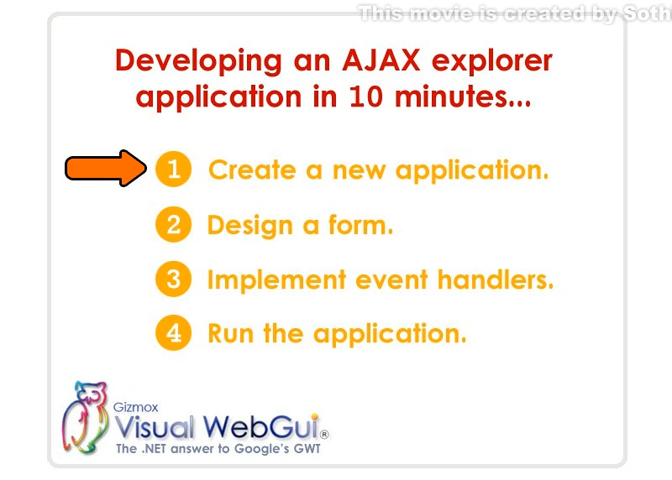 This movie is created by Soth
Developing an AJAX explorer
application in 10 minutes...
1 Create a new application.
2 Design a form.
3 Implement event handlers.
4 Run the application.
Gizmox
Visual WebGui®
The .NET answer to Google's GWT